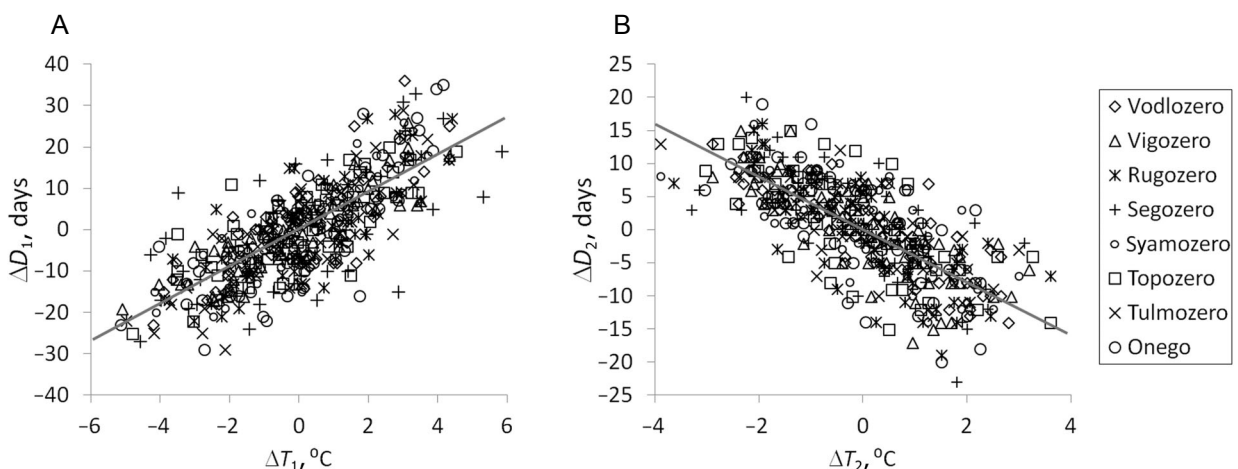 A
ΔD₁, days
40
30
20
10
0
−10
−20
−30
−40
−6
−4
−2
0
2
4
6
ΔT₁, °C
B
ΔD₂, days
25
20
15
10
5
0
−5
−10
−15
−20
−25
−4
−2
0
2
4
ΔT₂, °C
Vodlozero
Vigozero
Rugozero
Segozero
Syamozero
Topozero
Tulmozero
Onego